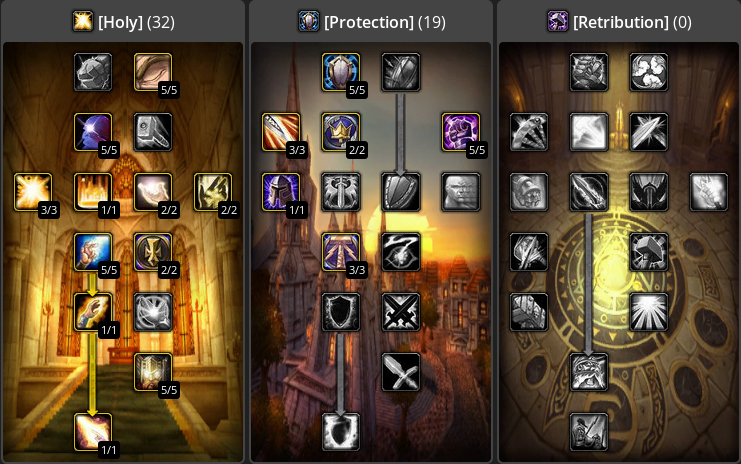 [Holy] (32) [Protection] (19) [Retribution] (0)
5/5 5/5
5/5 3/3 2/2 5/5
3/3 1/1 2/2 2/2 1/1
5/5 2/2 3/3
1/1
5/5
1/1